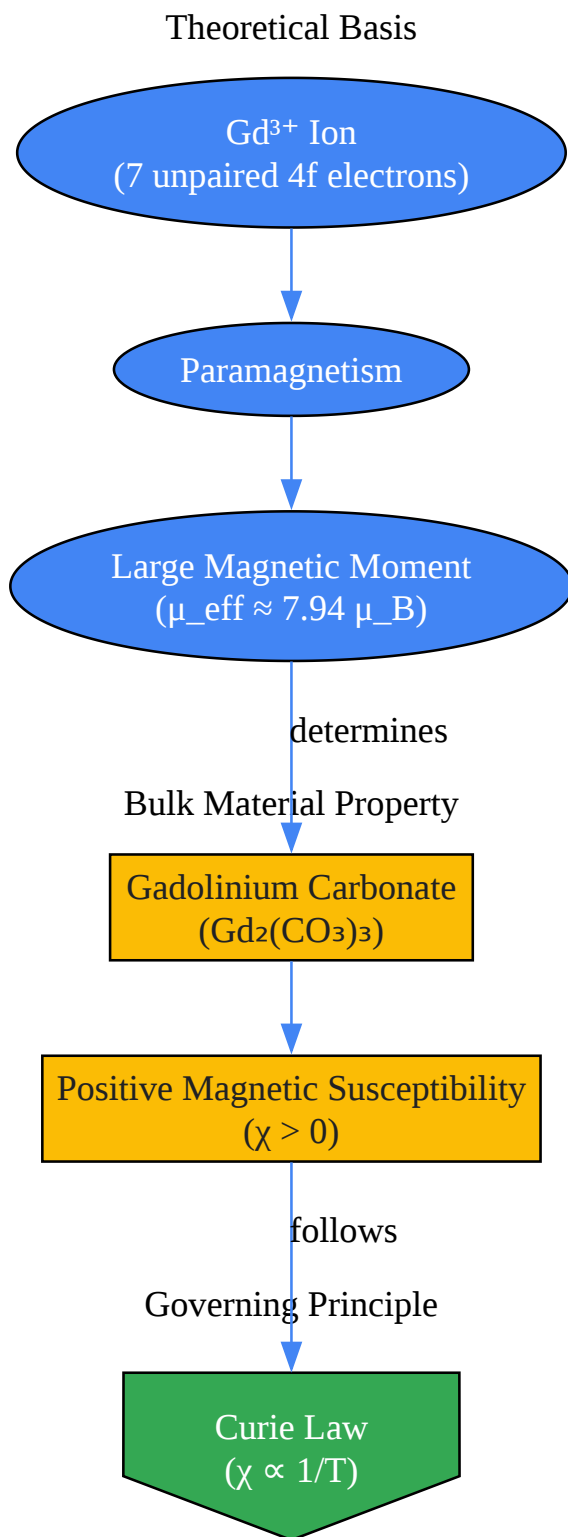 Theoretical Basis
Gd³⁺ Ion
(7 unpaired 4f electrons)
Paramagnetism
Large Magnetic Moment
(μ_eff ≈ 7.94 μ_B)
determines
Bulk Material Property
Gadolinium Carbonate
(Gd₂(CO₃)₃)
Positive Magnetic Susceptibility
(χ > 0)
follows
Governing Principle
Curie Law
(χ ∝ 1/T)